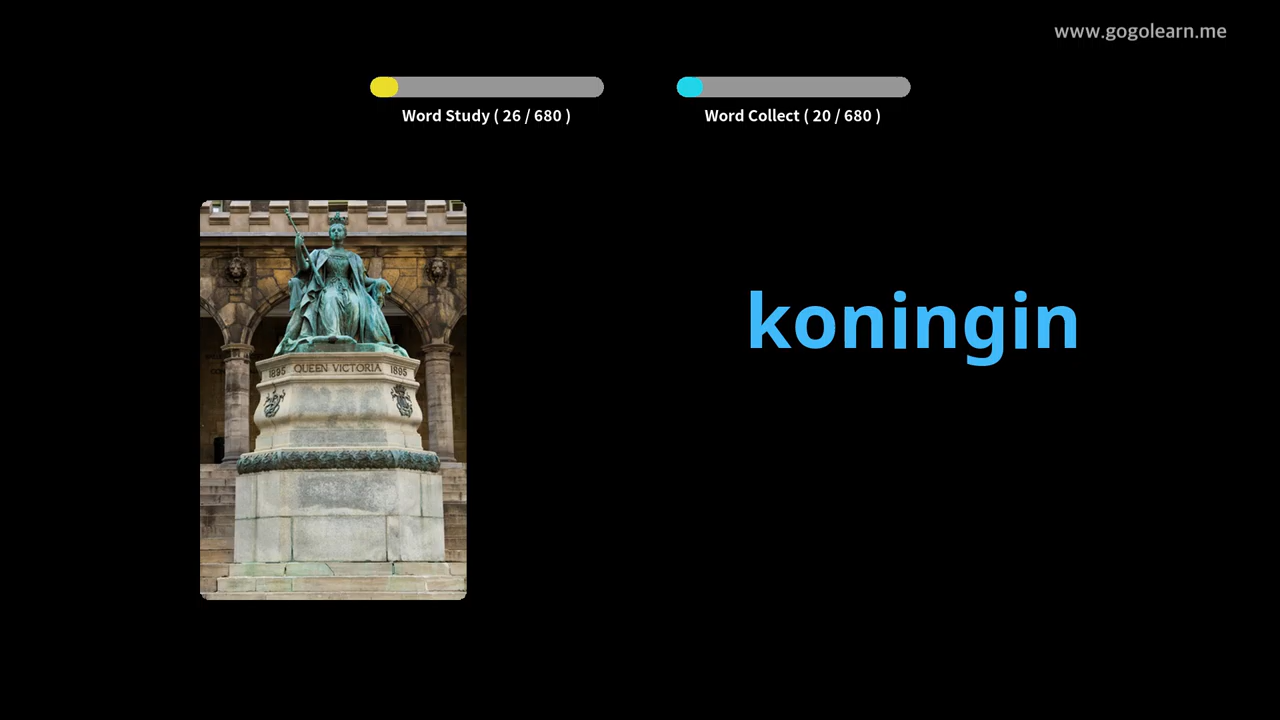 www.gogolearn.me
Word Study ( 26 / 680 )
Word Collect ( 20 / 680 )
koningin
1895 QUEEN VICTORIA 1895